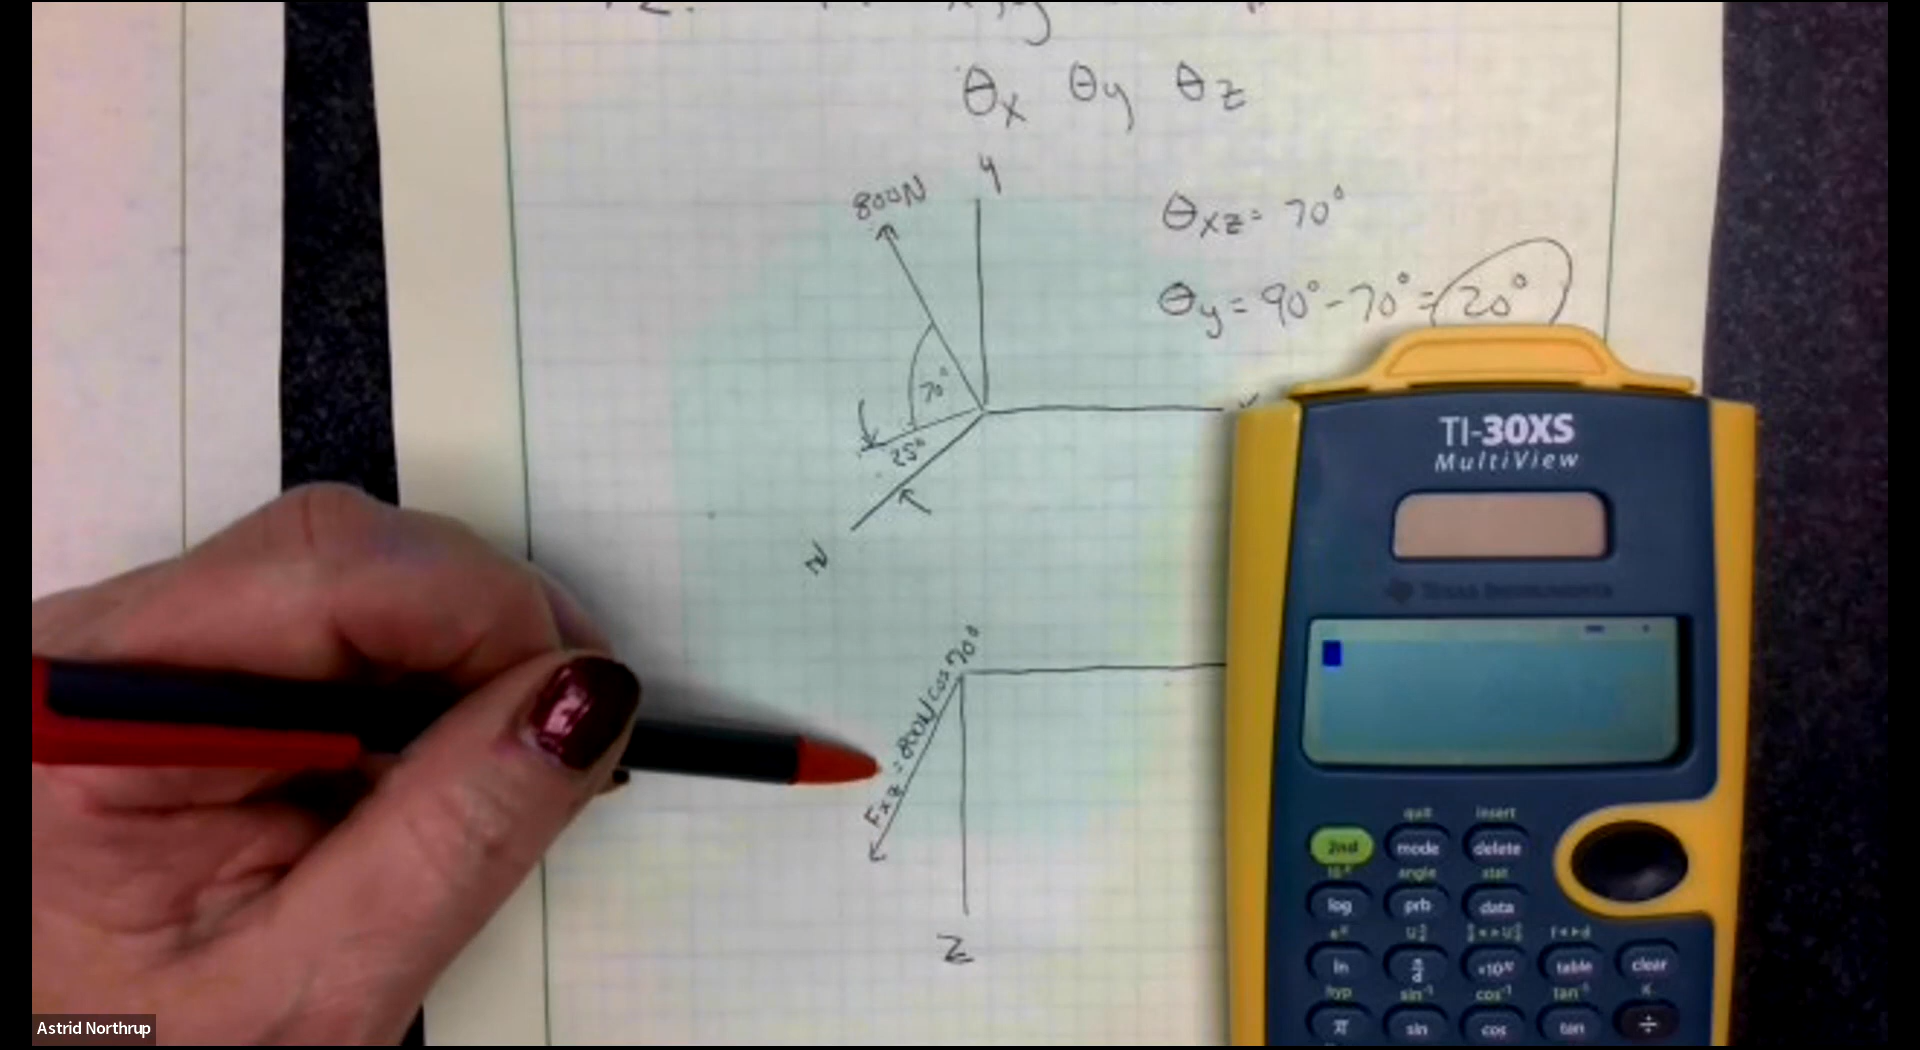 θx θy θz
y
800N
θxz = 70°
θy = 90° - 70° = 20°
70°
25°
z
Fxz = 800N cos 70°
Z
TI-30XS
MultiView
TEXAS INSTRUMENTS
quit insert
2nd mode delete
angle stat
log prb data
ln table clear
hyp sin⁻¹ cos⁻¹ tan⁻¹ K
π sin cos tan ÷
Astrid Northrup